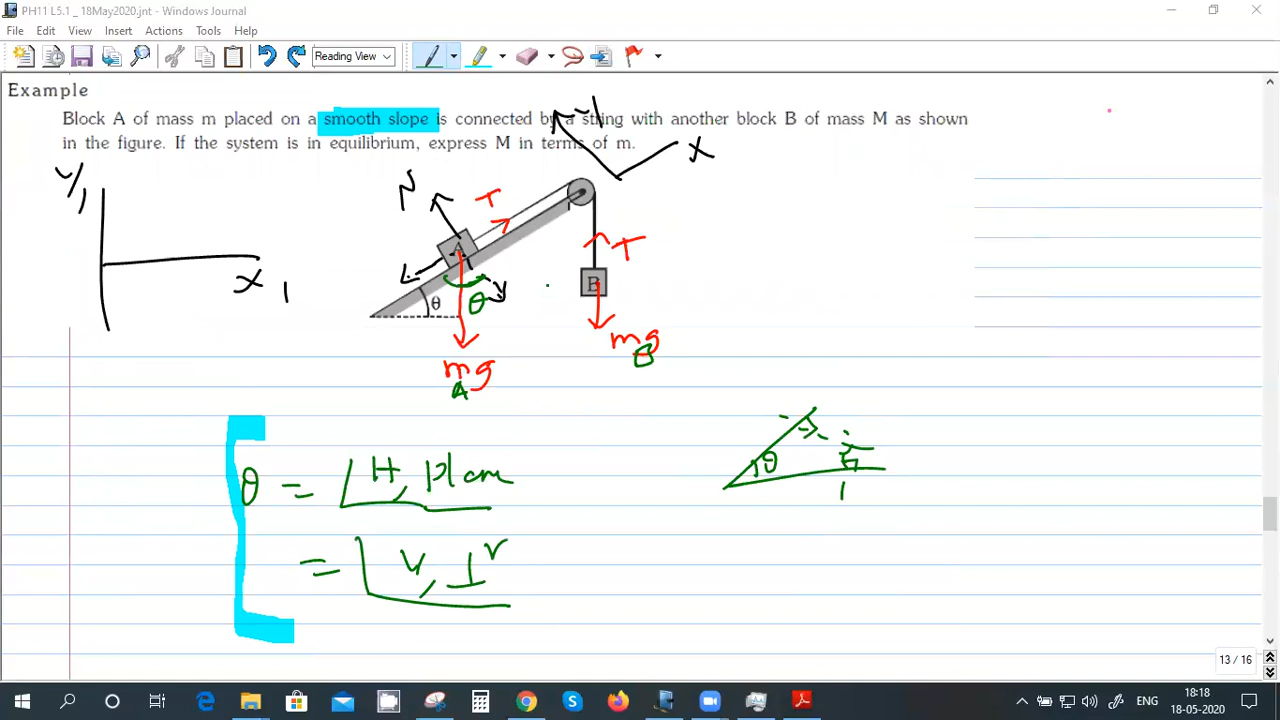 PH11 L5.1 _ 18May2020.jnt - Windows Journal
File Edit View Insert Actions Tools Help
Reading View
Example
Block A of mass m placed on a smooth slope is connected by a string with another block B of mass M as shown
in the figure. If the system is in equilibrium, express M in terms of m.
y
x
y
x
N
T
T
A
B
θ
θ
mg
A
mg
B
θ = H, plane
θ
= V, ⊥r
13 / 16
ENG
18:18
18-05-2020